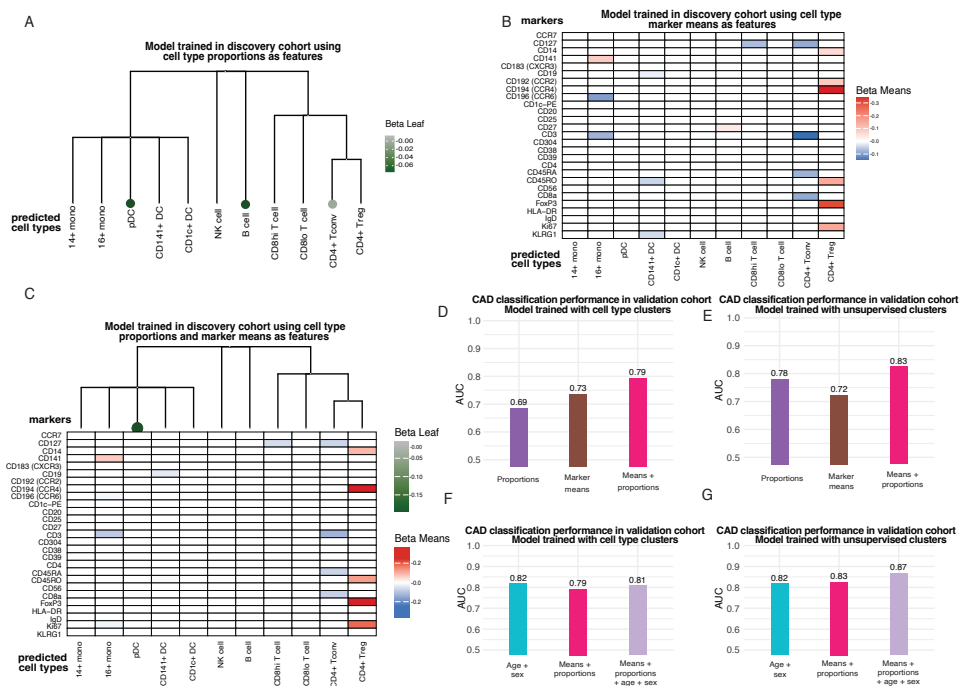 A
Model trained in discovery cohort using
cell type proportions as features
Beta Leaf
-0.00
-0.02
-0.04
-0.06
predicted
cell types
14+ mono
16+ mono
pDC
CD141+ DC
CD1c+ DC
NK cell
B cell
CD8hi T cell
CD8lo T cell
CD4+ Tconv
CD4+ Treg
B
Model trained in discovery cohort using cell type
marker means as features
markers
CCR7
CD127
CD14
CD141
CD183 (CXCR3)
CD19
CD192 (CCR2)
CD194 (CCR4)
CD196 (CCR6)
CD1c-PE
CD20
CD25
CD27
CD3
CD304
CD38
CD39
CD4
CD45RA
CD45RO
CD56
CD8a
FoxP3
HLA-DR
IgD
Ki67
KLRG1
Beta Means
-0.3
-0.2
-0.1
-0.0
-0.1
predicted
cell types
14+ mono
16+ mono
pDC
CD141+ DC
CD1c+ DC
NK cell
B cell
CD8hi T cell
CD8lo T cell
CD4+ Tconv
CD4+ Treg
C
Model trained in discovery cohort using cell type
proportions and marker means as features
markers
CCR7
CD127
CD14
CD141
CD183 (CXCR3)
CD19
CD192 (CCR2)
CD194 (CCR4)
CD196 (CCR6)
CD1c-PE
CD20
CD25
CD27
CD3
CD304
CD38
CD39
CD4
CD45RA
CD45RO
CD56
CD8a
FoxP3
HLA-DR
IgD
Ki67
KLRG1
Beta Leaf
-0.00
-0.05
-0.10
-0.15
Beta Means
-0.2
-0.0
-0.2
predicted
cell types
14+ mono
16+ mono
pDC
CD141+ DC
CD1c+ DC
NK cell
B cell
CD8hi T cell
CD8lo T cell
CD4+ Tconv
CD4+ Treg
D
CAD classification performance in validation cohort
Model trained with cell type clusters
AUC
1.0
0.9
0.8
0.7
0.6
0.5
0.69
0.73
0.79
Proportions
Marker
means
Means +
proportions
E
CAD classification performance in validation cohort
Model trained with unsupervised clusters
AUC
1.0
0.9
0.8
0.7
0.6
0.5
0.78
0.72
0.83
Proportions
Marker
means
Means +
proportions
F
CAD classification performance in validation cohort
Model trained with cell type clusters
AUC
1.0
0.9
0.8
0.7
0.6
0.5
0.82
0.79
0.81
Age +
sex
Means +
proportions
Means +
proportions
+ age + sex
G
CAD classification performance in validation cohort
Model trained with unsupervised clusters
AUC
1.0
0.9
0.8
0.7
0.6
0.5
0.82
0.83
0.87
Age +
sex
Means +
proportions
Means +
proportions
+ age + sex